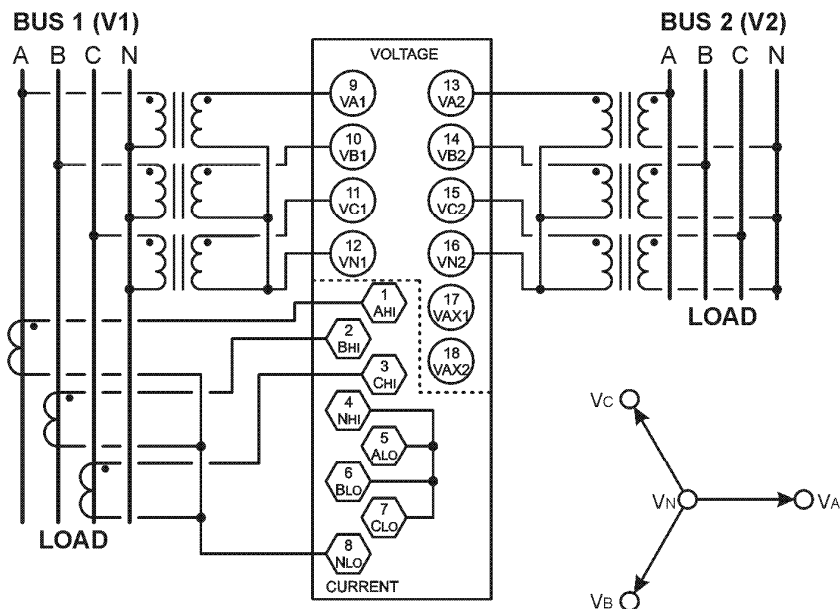 BUS 1 (V1)
BUS 2 (V2)
A B C N
VOLTAGE
A B C N
9
VA1
13
VA2
10
VB1
14
VB2
11
VC1
15
VC2
12
VN1
16
VN2
1
AHI
17
VAX1
2
BHI
3
CHI
18
VAX2
4
NHI
5
ALO
6
BLO
7
CLO
8
NLO
CURRENT
LOAD
LOAD
VC
VN
VA
VB